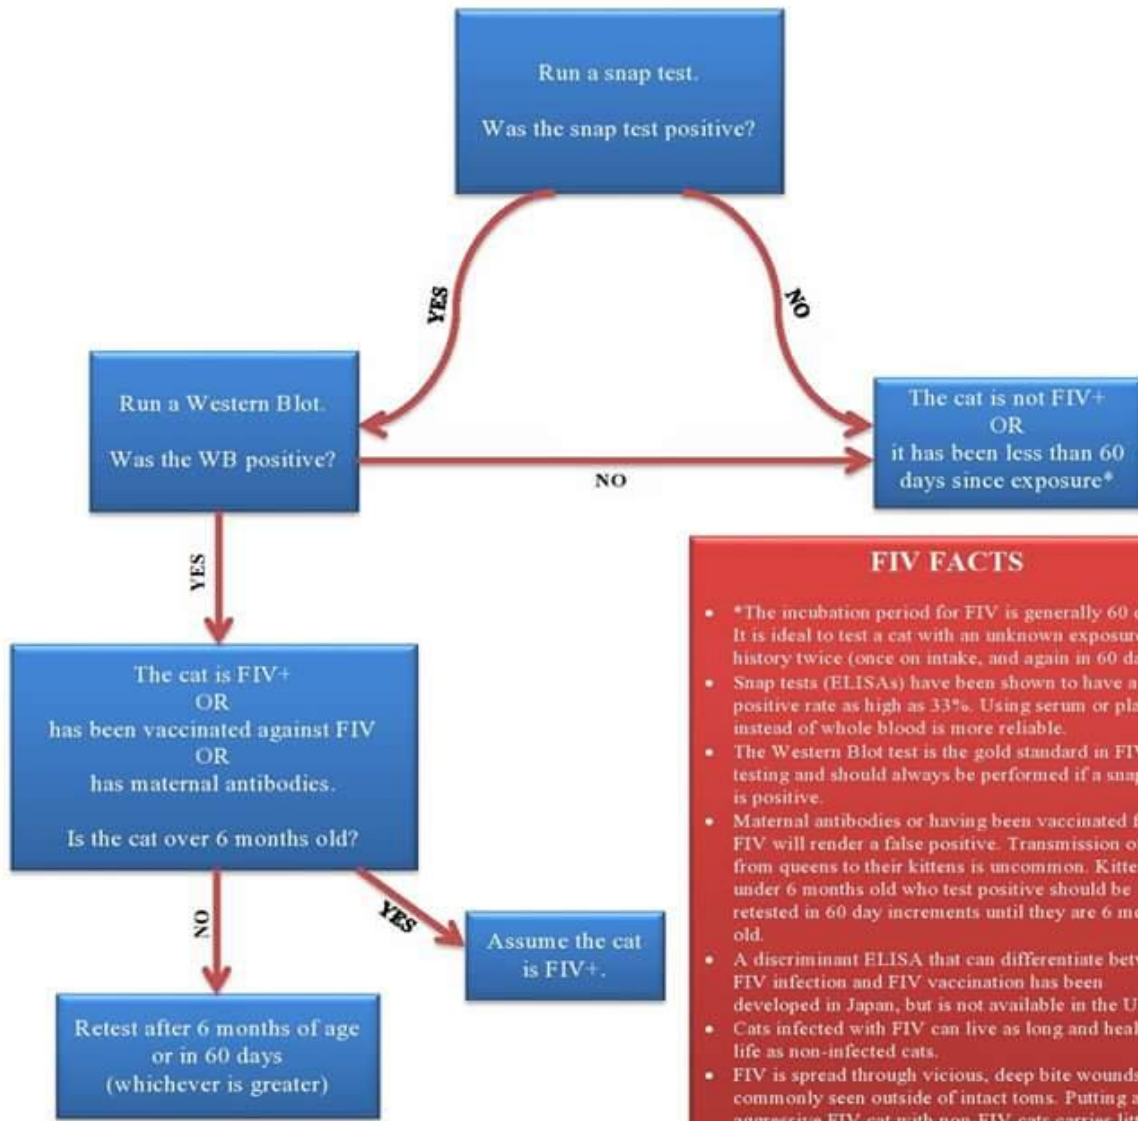 Run a snap test.
Was the snap test positive?
YES
NO
Run a Western Blot.
Was the WB positive?
NO
The cat is not FIV+
OR
it has been less than 60
days since exposure*
YES
The cat is FIV+
OR
has been vaccinated against FIV
OR
has maternal antibodies.
Is the cat over 6 months old?
NO
YES
Assume the cat
is FIV+.
Retest after 6 months of age
or in 60 days
(whichever is greater)
FIV FACTS
• *The incubation period for FIV is generally 60
It is ideal to test a cat with an unknown exposure
history twice (once on intake, and again in 60
• Snap tests (ELISAs) have been shown to have a
positive rate as high as 33%. Using serum or
instead of whole blood is more reliable.
• The Western Blot test is the gold standard in
testing and should always be performed if a snap
is positive.
• Maternal antibodies or having been vaccinated
FIV will render a false positive. Transmission
from queens to their kittens is uncommon.
under 6 months old who test positive should be
retested in 60 day increments until they are 6
old.
• A discriminant ELISA that can differentiate
FIV infection and FIV vaccination has been
developed in Japan, but is not available in the
• Cats infected with FIV can live as long and
life as non-infected cats.
• FIV is spread through vicious, deep bite wounds
commonly seen outside of intact toms. Putting
aggressive FIV cat with non-FIV cats carries